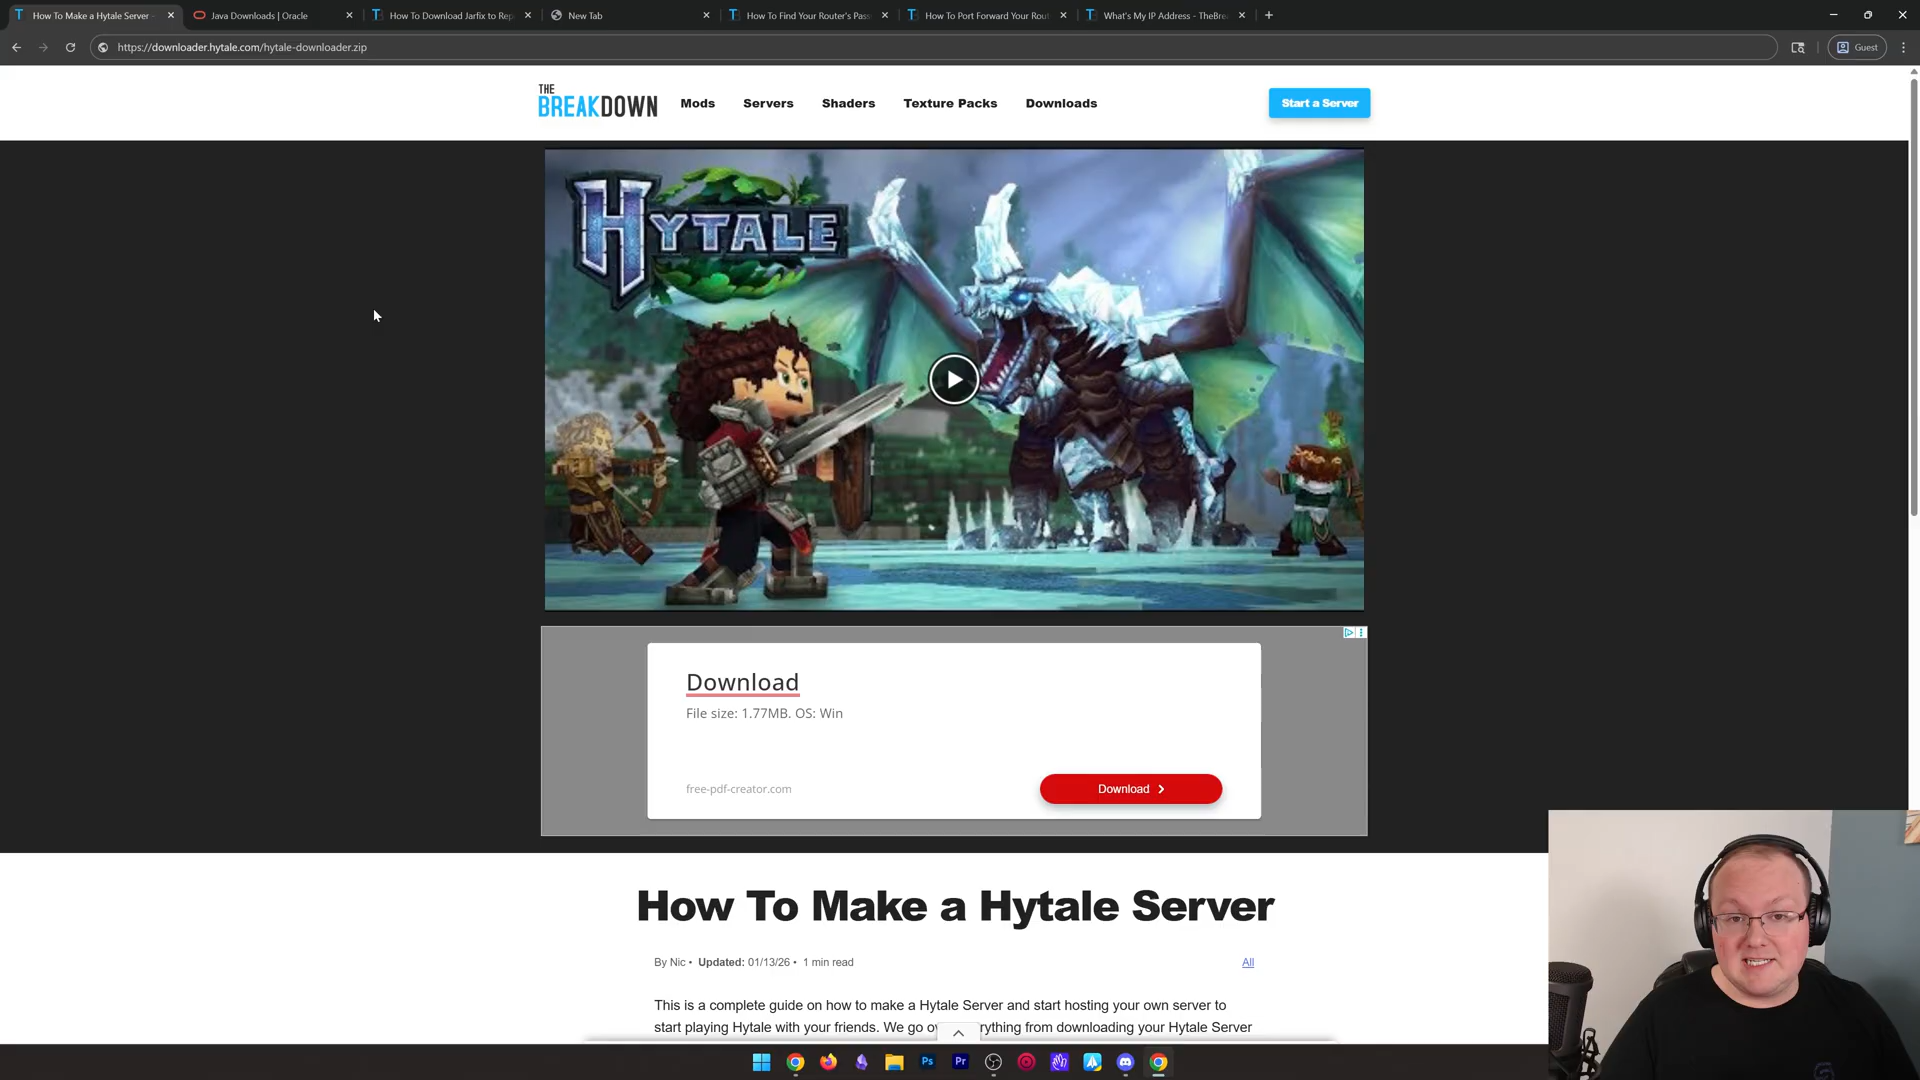 How To Make a Hytale Server -
Java Downloads | Oracle
How To Download Jarfix to Rep
New Tab
How To Find Your Router's Pass
How To Port Forward Your Rout
What's My IP Address - TheBre
https://downloader.hytale.com/hytale-downloader.zip
Guest
THE
BREAKDOWN
Mods
Servers
Shaders
Texture Packs
Downloads
Start a Server
HYTALE
Download
File size: 1.77MB. OS: Win
free-pdf-creator.com
Download
How To Make a Hytale Server
By Nic • Updated: 01/13/26 • 1 min read
All
This is a complete guide on how to make a Hytale Server and start hosting your own server to
start playing Hytale with your friends. We go ov rything from downloading your Hytale Server
Ps
Pr